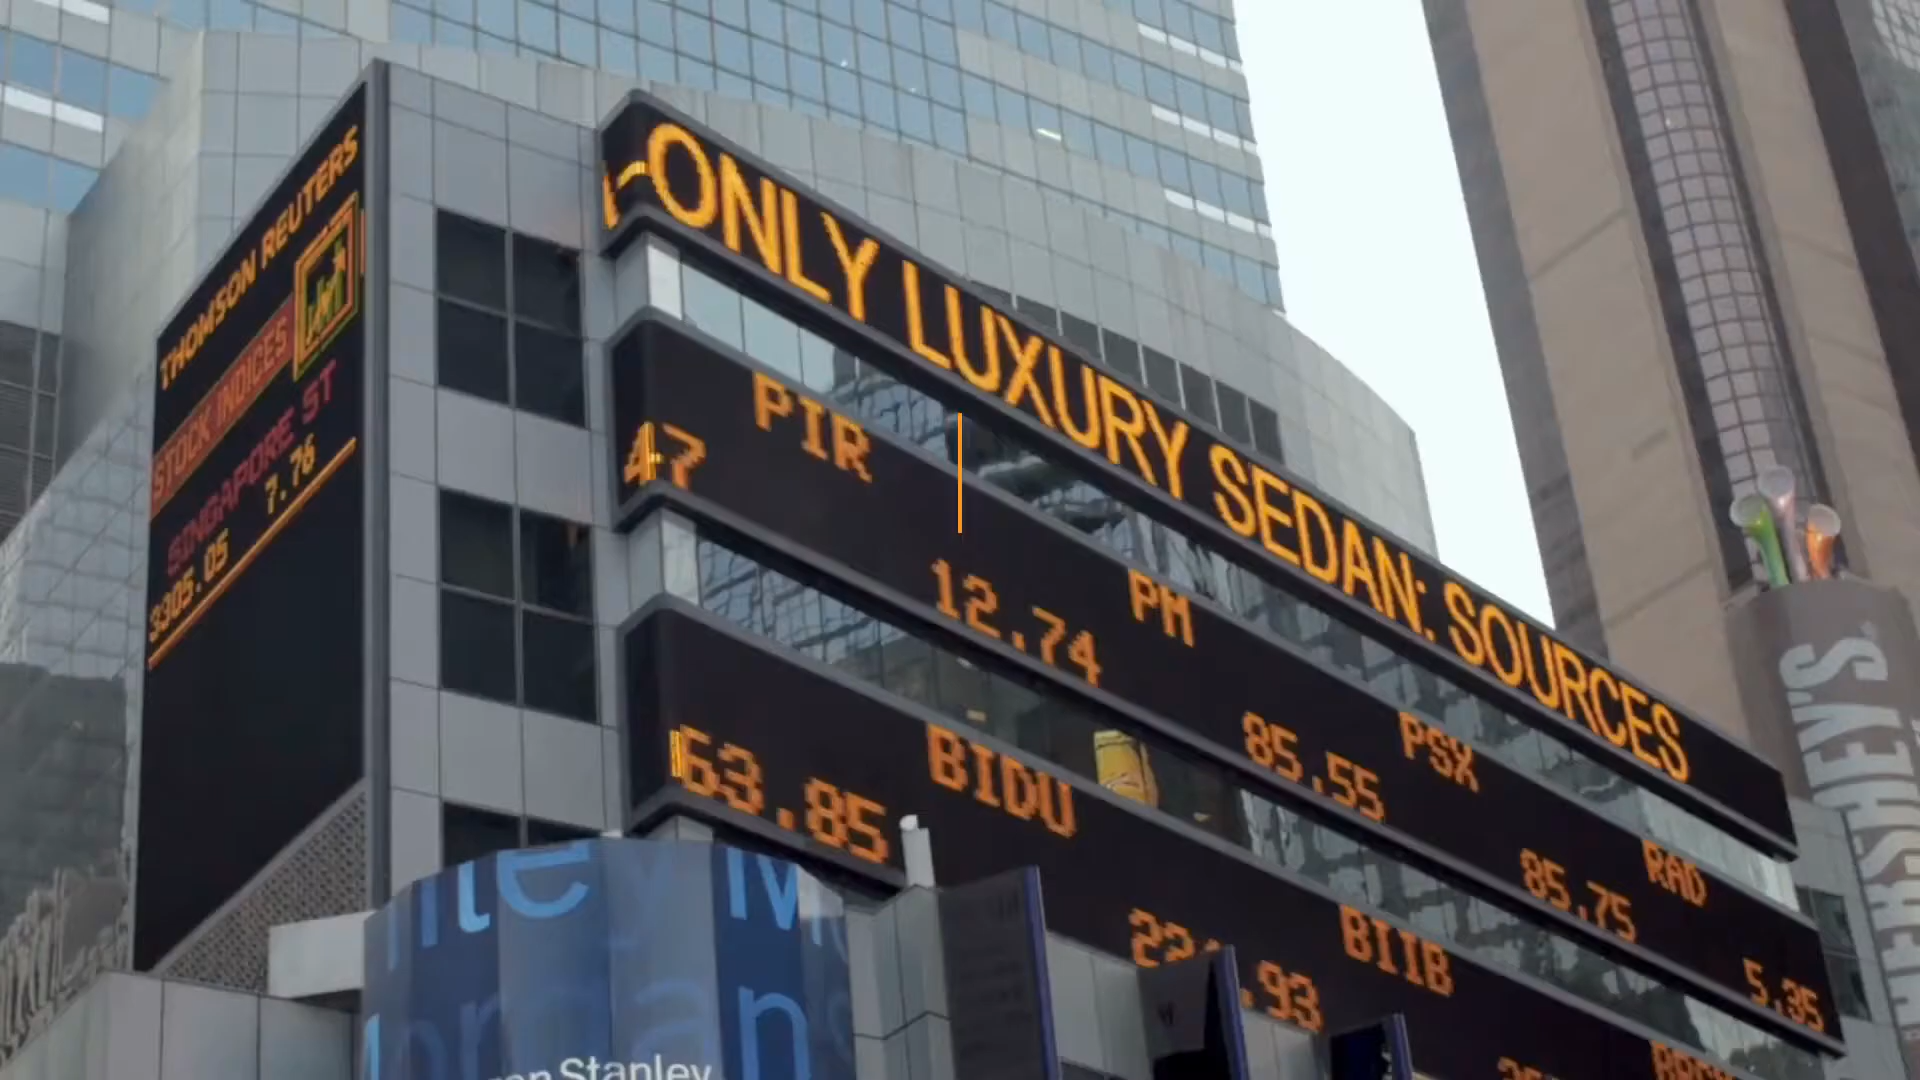 THOMSON REUTERS
STOCK INDICES
SINGAPORE ST
3305.05 7.76
-ONLY LUXURY SEDAN: SOURCES
47 PIR 12.74 PM 85.55 PSX 85.75 RAD 5.35
63.85 BIDU .93 BIIB
Stanley
HERSHEY'S